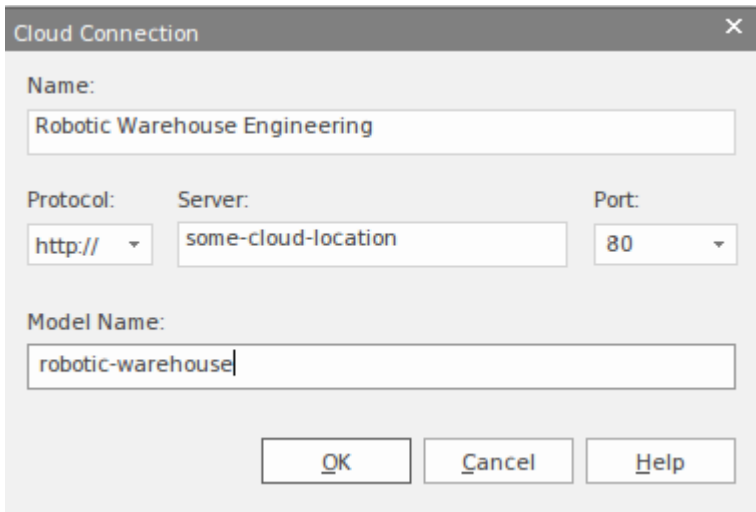 Cloud Connection
Name:
Robotic Warehouse Engineering
Protocol: Server: Port:
http:// some-cloud-location 80
Model Name:
robotic-warehouse
OK Cancel Help